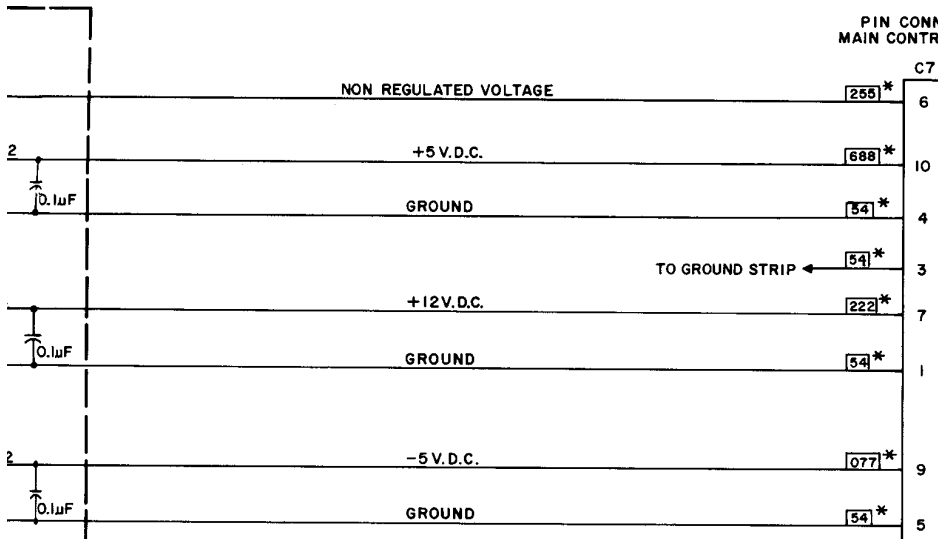 PIN CONN
MAIN CONTR
C7
NON REGULATED VOLTAGE 255* 6
2 +5 V.D.C. 688* 10
0.1µF
GROUND 54* 4
TO GROUND STRIP 54* 3
+12 V.D.C. 222* 7
0.1µF
GROUND 54* 1
2 -5 V.D.C. 077* 9
0.1µF
GROUND 54* 5